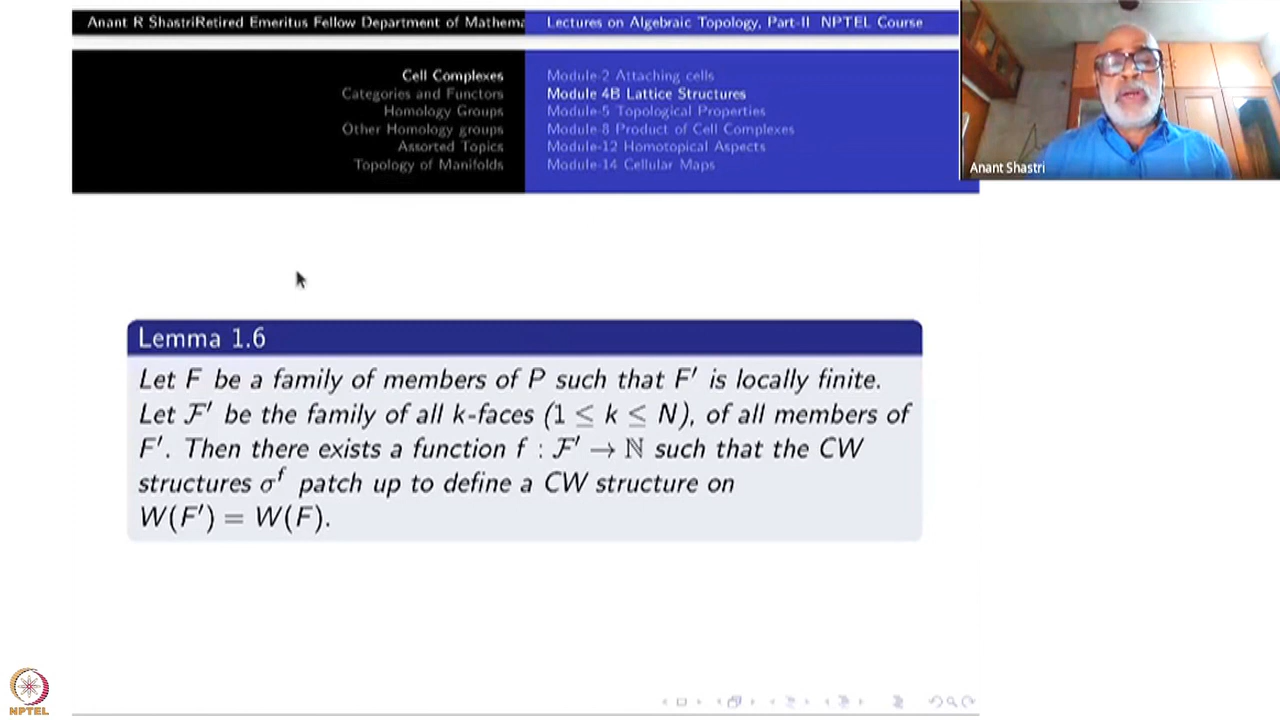 Anant R ShastriRetired Emeritus Fellow Department of Mathema
Lectures on Algebraic Topology, Part-II NPTEL Course
Cell Complexes
Categories and Functors
Homology Groups
Other Homology groups
Assorted Topics
Topology of Manifolds
Module-2 Attaching cells
Module 4B Lattice Structures
Module-5 Topological Properties
Module-8 Product of Cell Complexes
Module-12 Homotopical Aspects
Module-14 Cellular Maps
Anant Shastri
Lemma 1.6
Let F be a family of members of P such that F′ is locally finite.
Let 𝓕′ be the family of all k-faces (1 ≤ k ≤ N), of all members of
F′. Then there exists a function f : 𝓕′ → ℕ such that the CW
structures σ^f patch up to define a CW structure on
W(F′) = W(F).
NPTEL